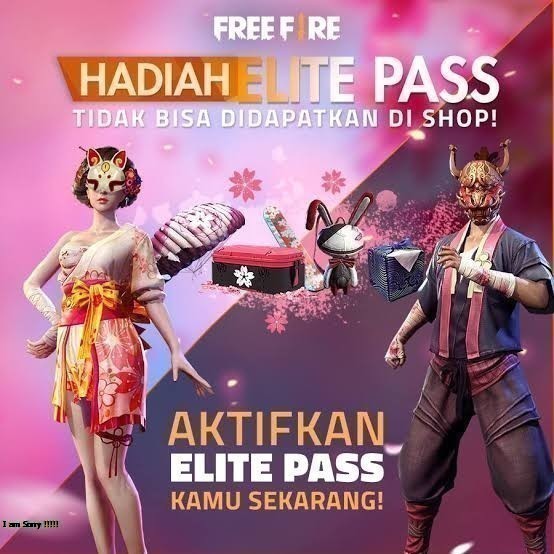 FREE FIRE
HADIAH ELITE PASS
TIDAK BISA DIDAPATKAN DI SHOP!
AKTIFKAN
ELITE PASS
KAMU SEKARANG!
I am Sorry !!!!!